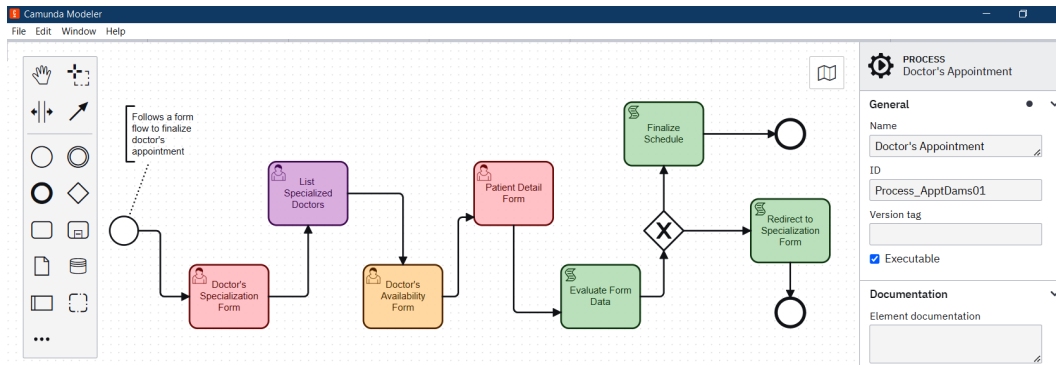 Camunda Modeler
File Edit Window Help
Follows a form
flow to finalize
doctor's
appointment
Doctor's
Specialization
Form
List
Specialized
Doctors
Doctor's
Availability
Form
Patient Detail
Form
Evaluate Form
Data
Finalize
Schedule
Redirect to
Specialization
Form
PROCESS
Doctor's Appointment
General
Name
Doctor's Appointment
ID
Process_ApptDams01
Version tag
Executable
Documentation
Element documentation